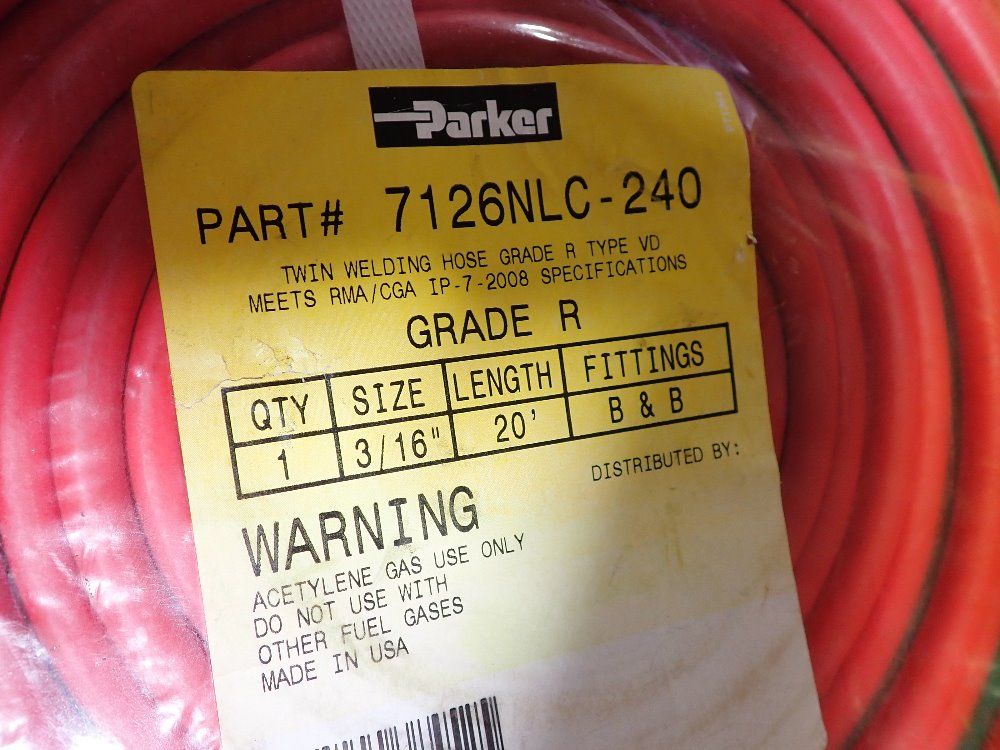 Parker
PART# 7126NLC-240
TWIN WELDING HOSE GRADE R TYPE VD
MEETS RMA/CGA IP-7-2008 SPECIFICATIONS
GRADE R
QTY SIZE LENGTH FITTINGS
1 3/16" 20' B & B
DISTRIBUTED BY:
WARNING
ACETYLENE GAS USE ONLY
DO NOT USE WITH
OTHER FUEL GASES
MADE IN USA